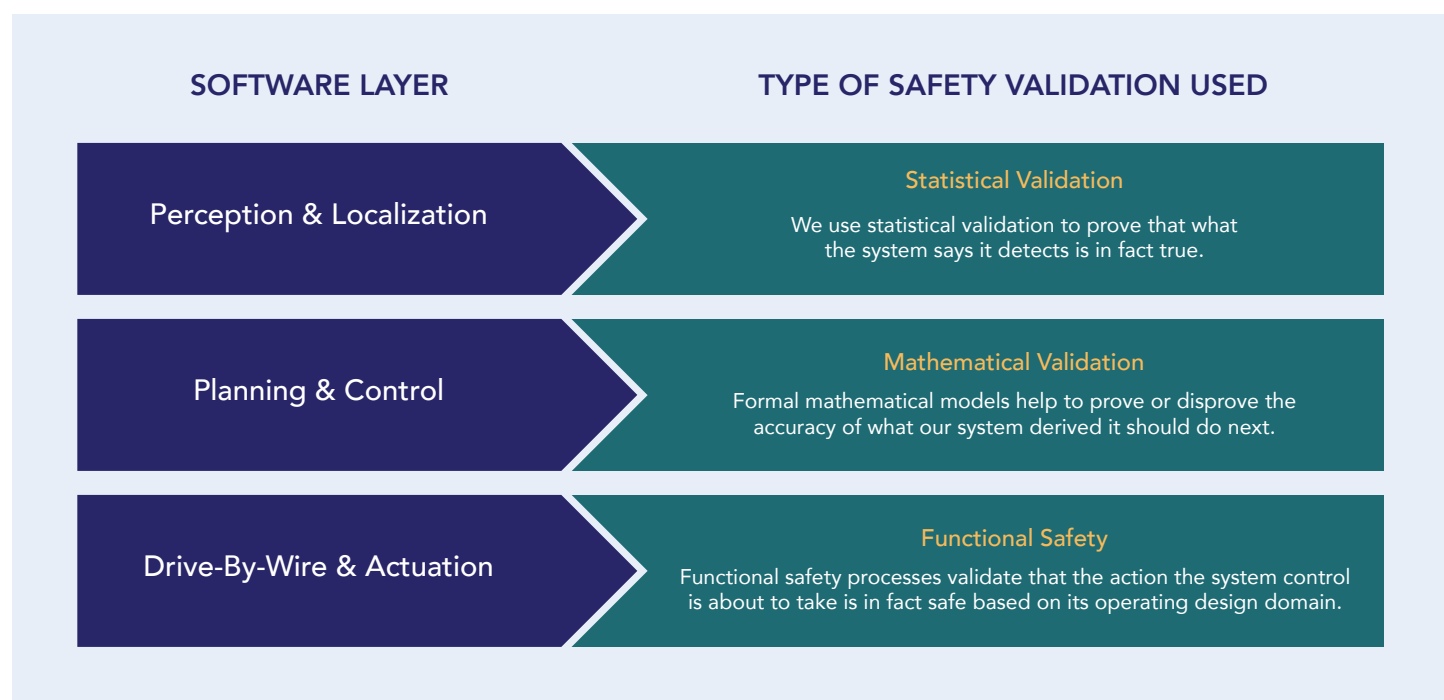 SOFTWARE LAYER
TYPE OF SAFETY VALIDATION USED
Perception & Localization
Statistical Validation
We use statistical validation to prove that what
the system says it detects is in fact true.
Planning & Control
Mathematical Validation
Formal mathematical models help to prove or disprove the
accuracy of what our system derived it should do next.
Drive-By-Wire & Actuation
Functional Safety
Functional safety processes validate that the action the system control
is about to take is in fact safe based on its operating design domain.